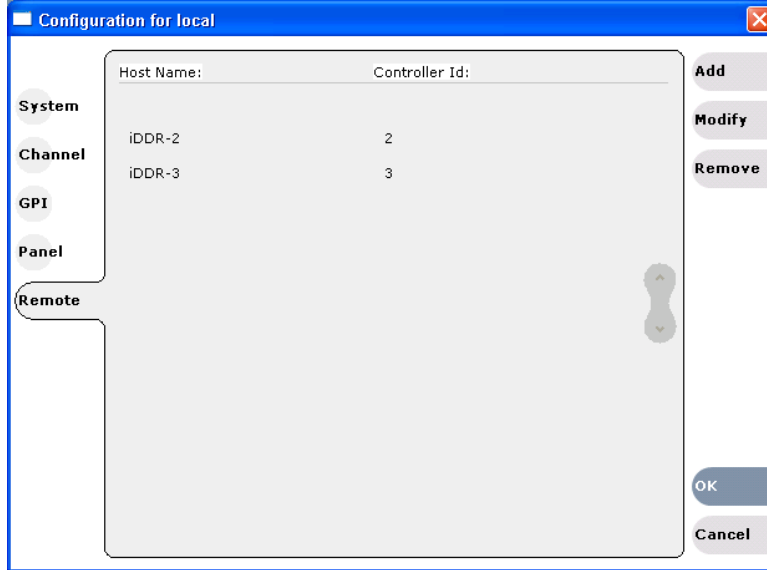 Configuration for local
Host Name: Controller Id:
iDDR-2 2
iDDR-3 3
System
Channel
GPI
Panel
Remote
Add
Modify
Remove
OK
Cancel